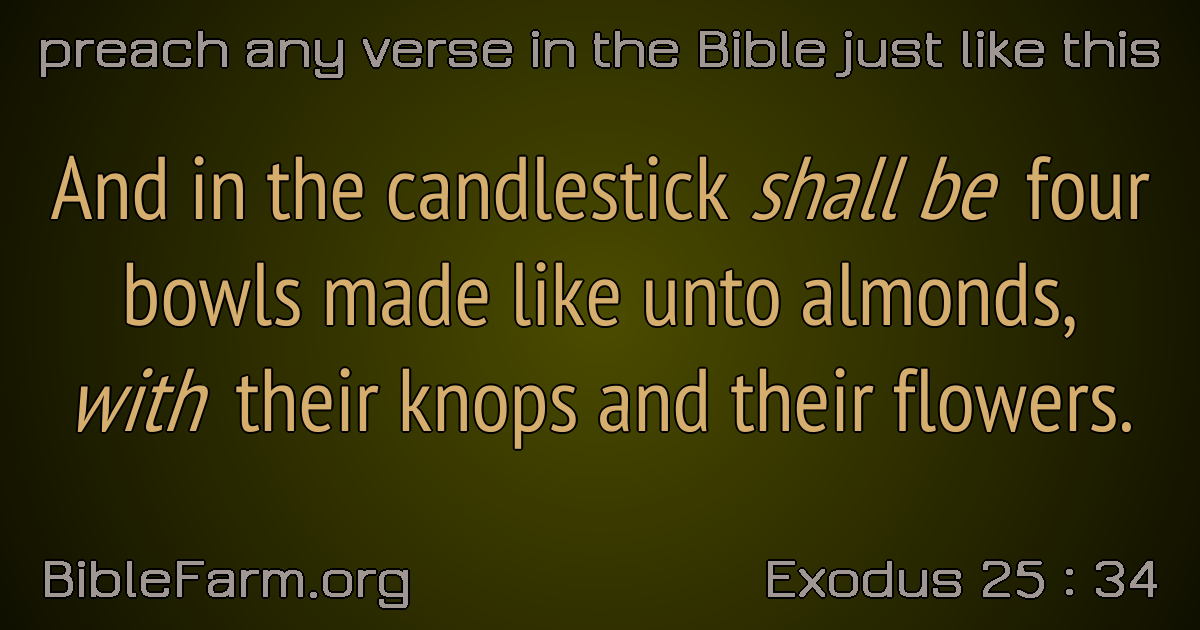 preach any verse in the Bible just like this
And in the candlestick shall be four
bowls made like unto almonds,
with their knops and their flowers.
BibleFarm.org
Exodus 25 : 34